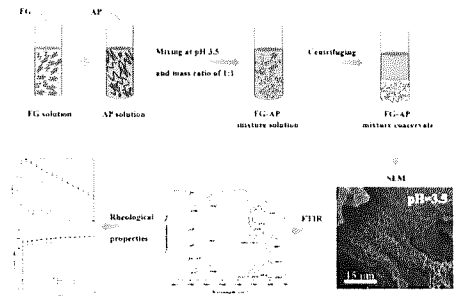 FG
AP
Mixing at pH 3.5
and mass ratio of 1:1
Centrifuging
FG solution
AP solution
FG-AP
mixture solution
FG-AP
mixture coacervate
SEM
pH=3.5
15 um
FTIR
Rheological
properties